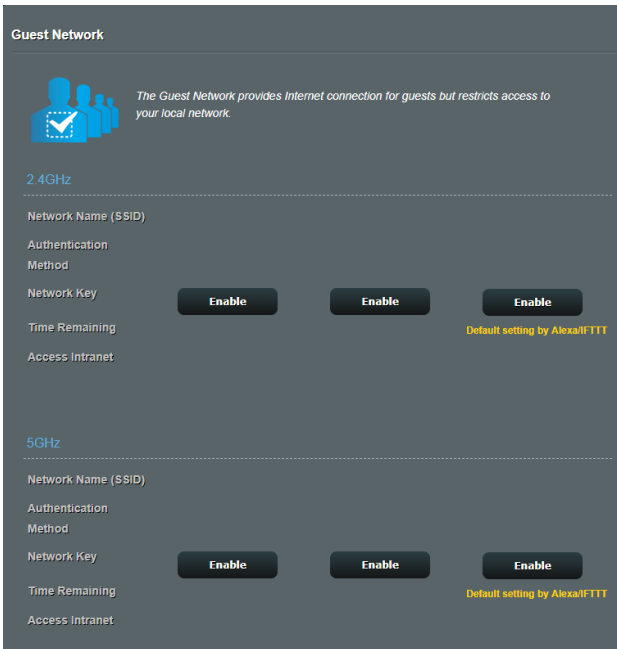 Guest Network
The Guest Network provides Internet connection for guests but restricts access to
your local network.
2.4GHz
Network Name (SSID)
Authentication
Method
Network Key
Enable Enable Enable
Time Remaining
Default setting by Alexa/IFTTT
Access Intranet
5GHz
Network Name (SSID)
Authentication
Method
Network Key
Enable Enable Enable
Time Remaining
Default setting by Alexa/IFTTT
Access Intranet